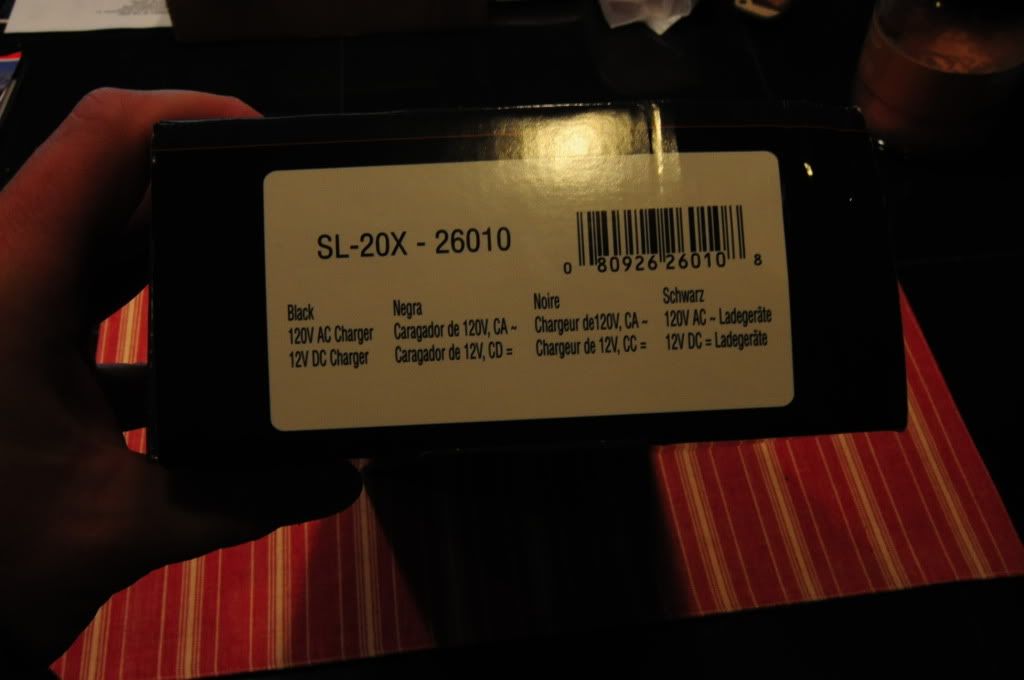 SL-20X - 26010
0 80926 26010 8
Black
120V AC Charger
12V DC Charger
Negra
Caragador de 120V, CA ~
Caragador de 12V, CD =
Noire
Chargeur de120V, CA ~
Chargeur de 12V, CC =
Schwarz
120V AC ~ Ladegeräte
12V DC = Ladegeräte